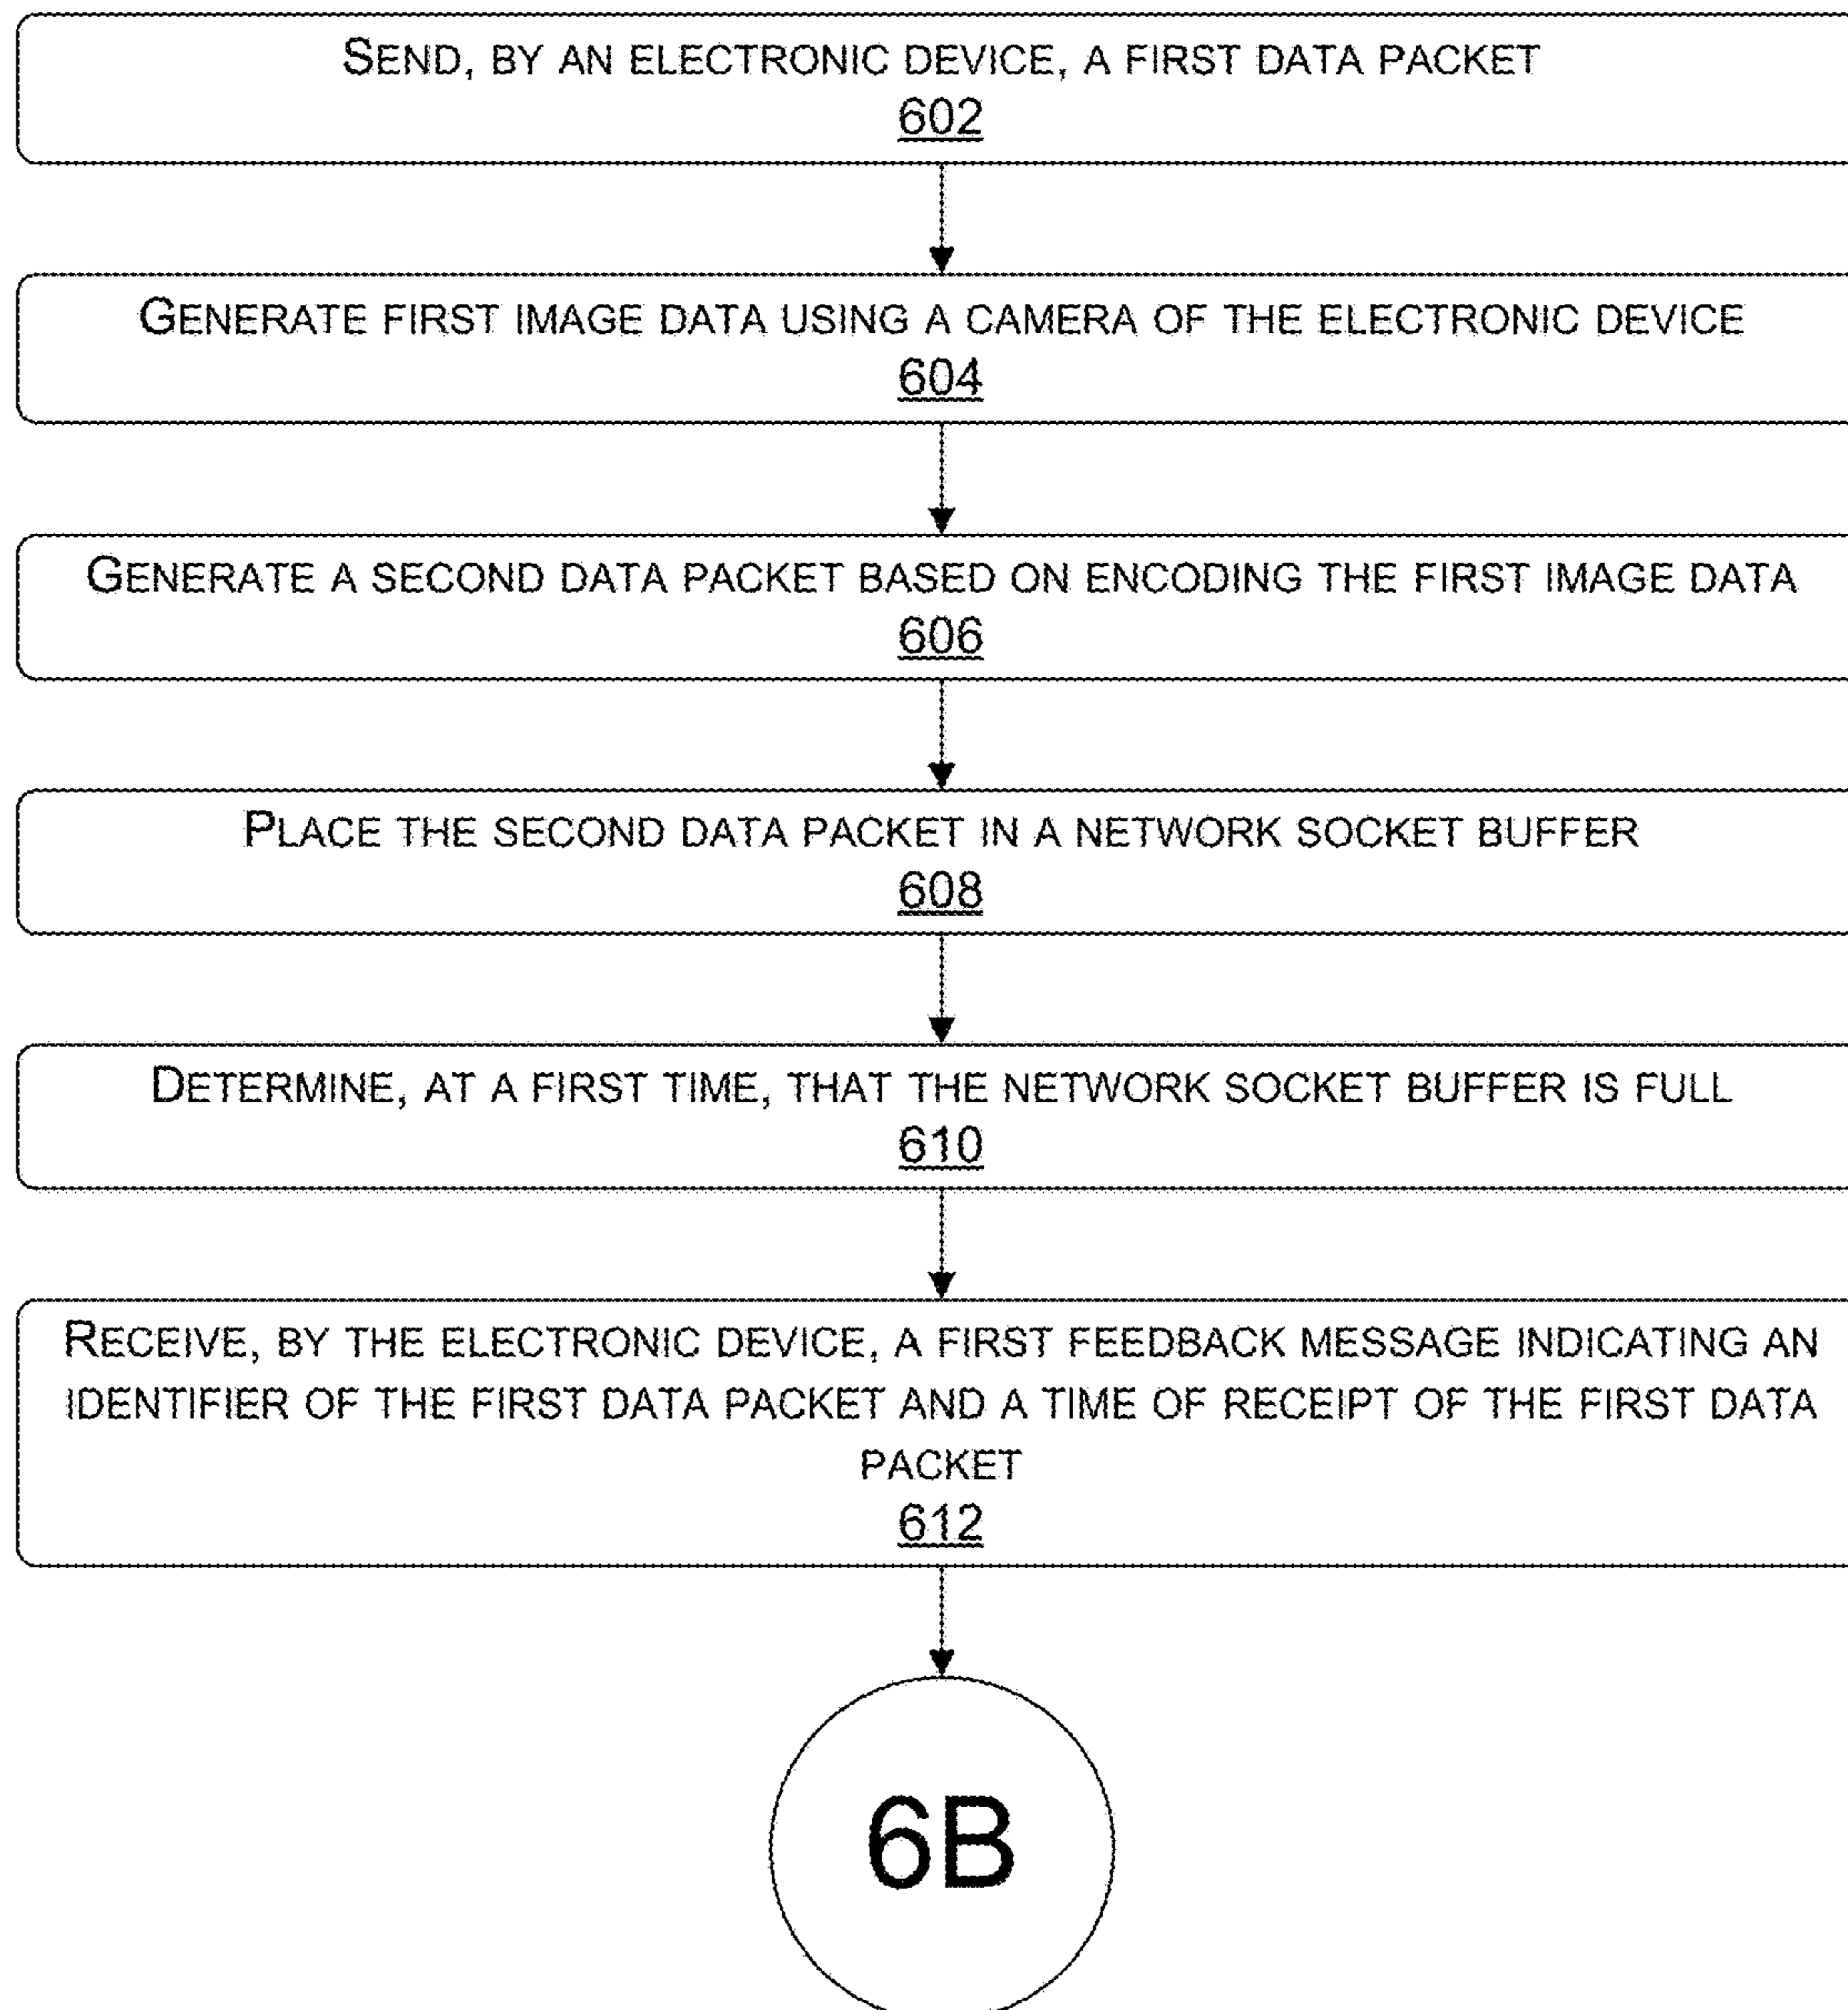 SEND, BY AN ELECTRONIC DEVICE, A FIRST DATA PACKET
602
GENERATE FIRST IMAGE DATA USING A CAMERA OF THE ELECTRONIC DEVICE
604
GENERATE A SECOND DATA PACKET BASED ON ENCODING THE FIRST IMAGE DATA
606
PLACE THE SECOND DATA PACKET IN A NETWORK SOCKET BUFFER
608
DETERMINE, AT A FIRST TIME, THAT THE NETWORK SOCKET BUFFER IS FULL
610
RECEIVE, BY THE ELECTRONIC DEVICE, A FIRST FEEDBACK MESSAGE INDICATING AN
IDENTIFIER OF THE FIRST DATA PACKET AND A TIME OF RECEIPT OF THE FIRST DATA
PACKET
612
6B